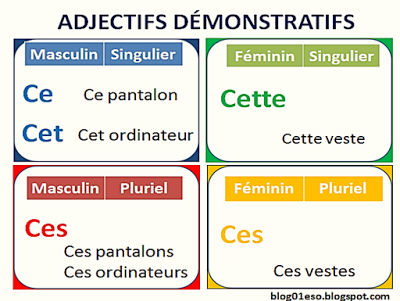 ADJECTIFS DÉMONSTRATIFS
Masculin Singulier
Ce Ce pantalon
Cet Cet ordinateur
Féminin Singulier
Cette
Cette veste
Masculin Pluriel
Ces
Ces pantalons
Ces ordinateurs
Féminin Pluriel
Ces
Ces vestes
blog01eso.blogspot.com